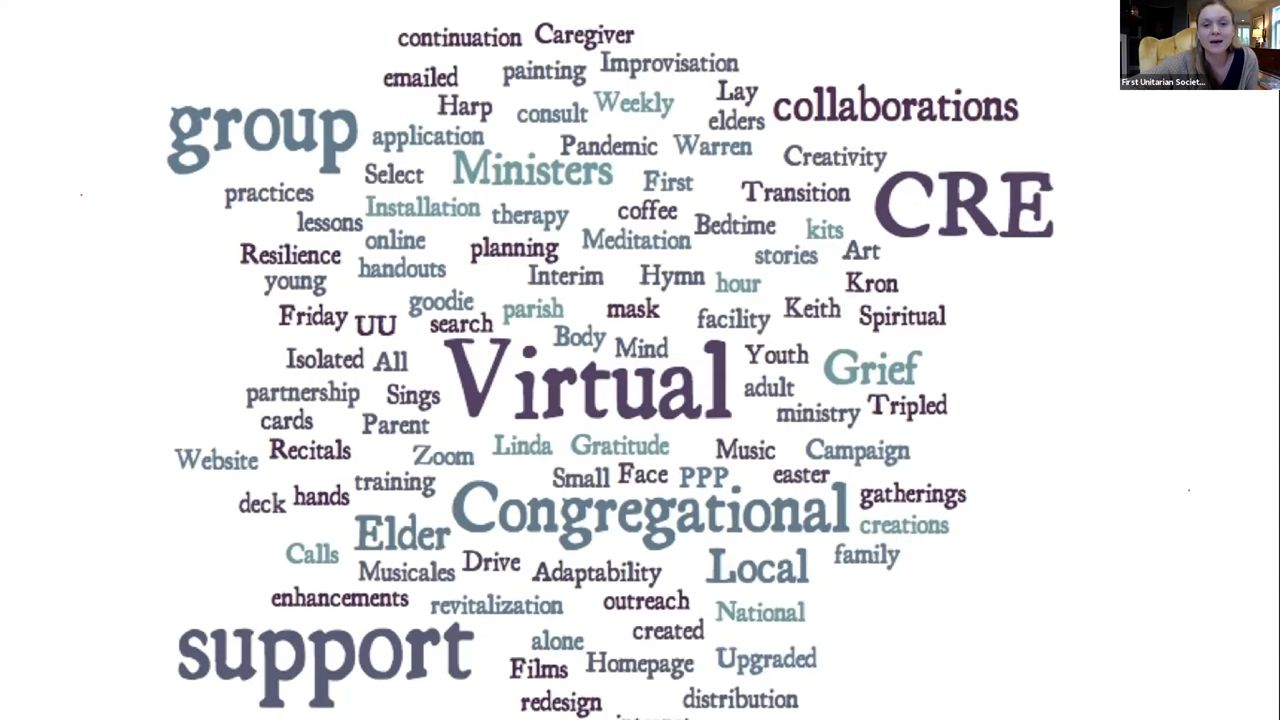 continuation Caregiver
emailed painting Improvisation
Harp consult Weekly Lay
group application elders collaborations
Pandemic Warren Creativity
Select Ministers First Transition CRE
practices Installation therapy coffee
lessons online planning Meditation Bedtime kits
Resilience handouts Interim Hymn hour stories Art
young goodie parish mask facility Keith Kron
Friday UU search Body Mind Spiritual
Isolated All Virtual Youth Grief
partnership Sings adult
cards Parent ministry Tripled
Website Recitals Zoom Linda Gratitude Music Campaign
training Small Face PPP easter
deck hands Congregational gatherings
Elder creations
Calls Musicales Drive Adaptability Local family
enhancements revitalization outreach National
support alone created
Films Homepage Upgraded
redesign distribution
First Unitarian Societ...